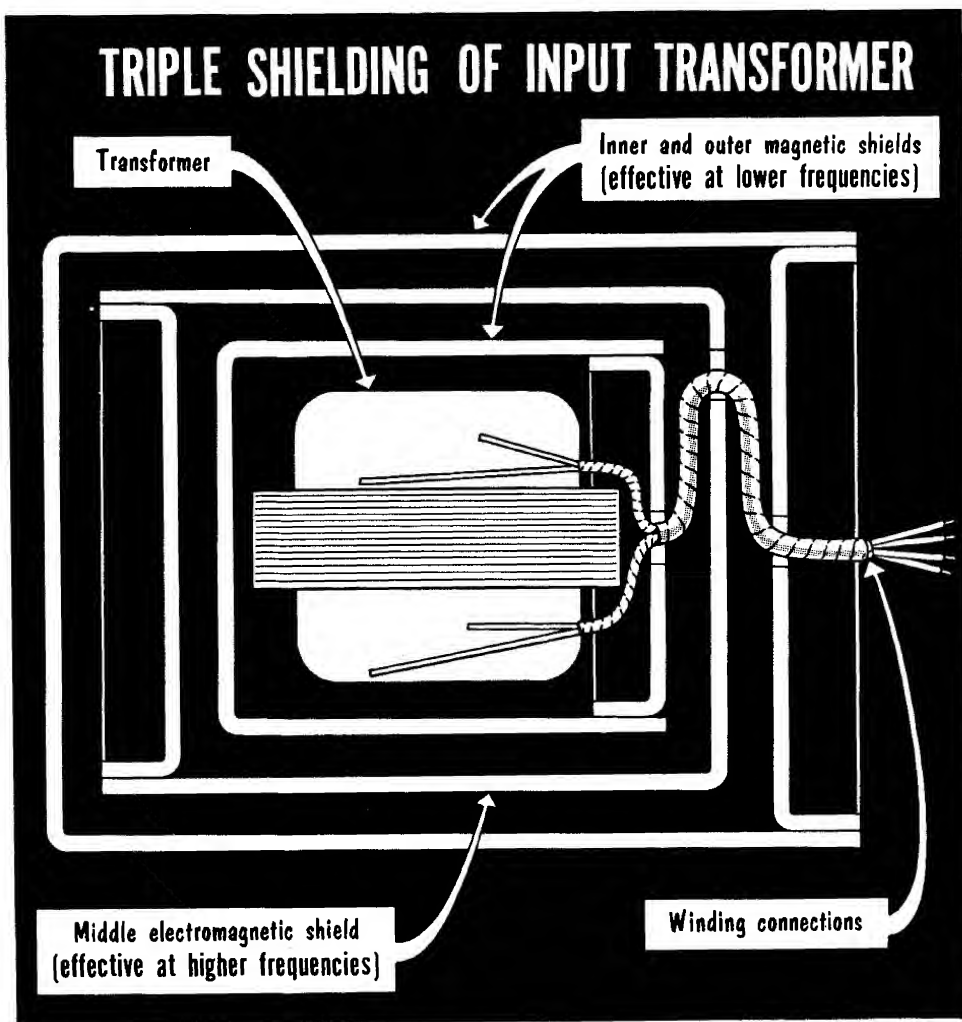 TRIPLE SHIELDING OF INPUT TRANSFORMER
Transformer
Inner and outer magnetic shields
(effective at lower frequencies)
Middle electromagnetic shield
(effective at higher frequencies)
Winding connections